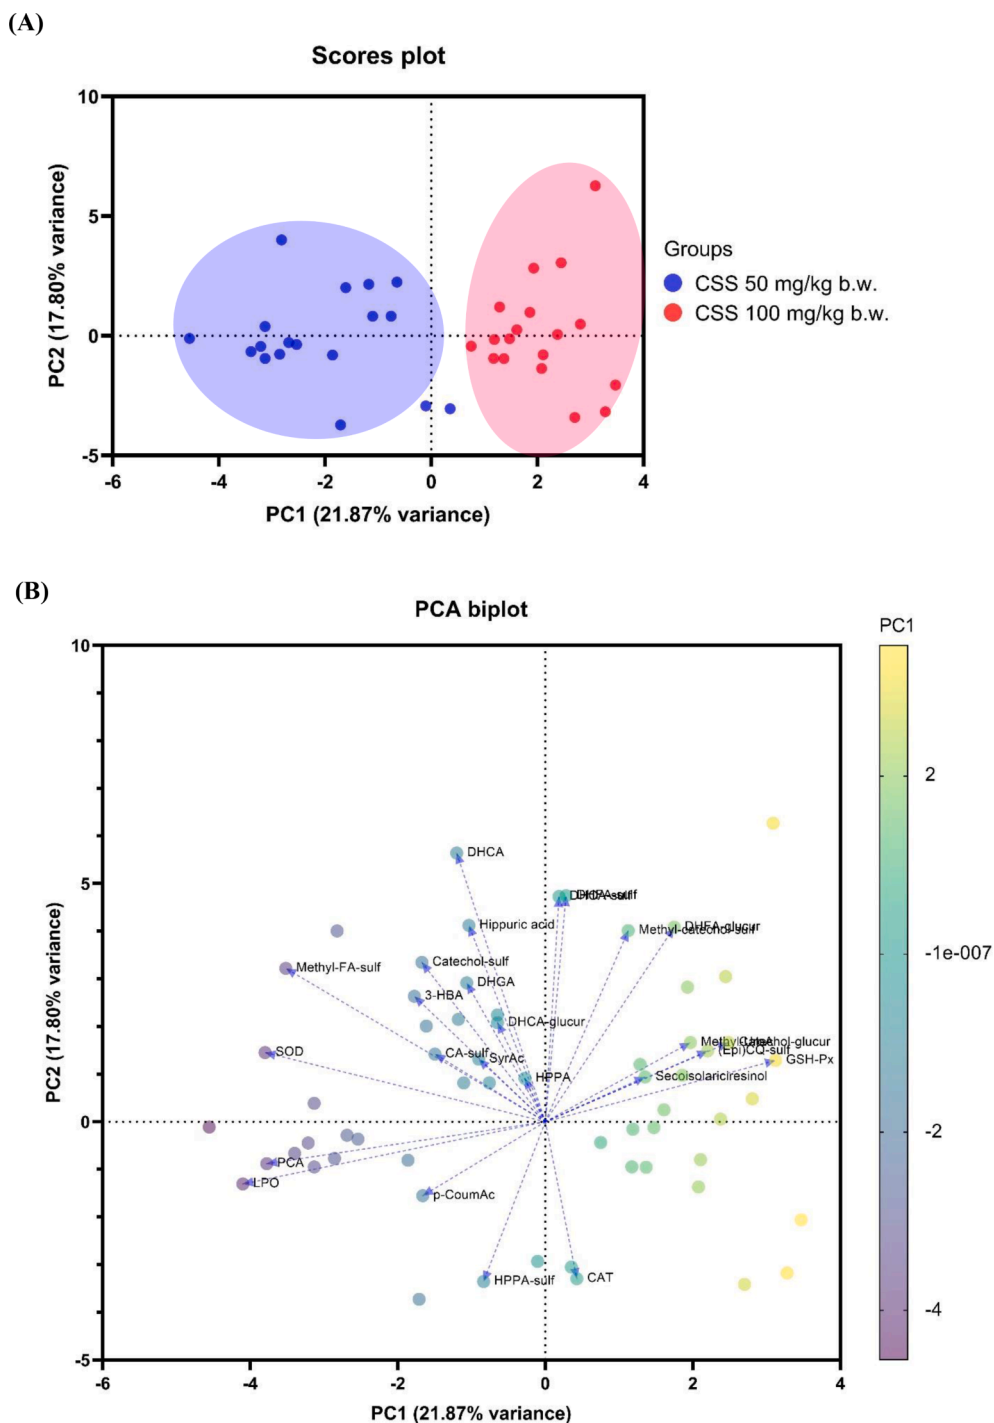 (A)
Scores plot
10
5
0
-5
PC2 (17.80% variance)
-6
-4
-2
0
2
4
PC1 (21.87% variance)
Groups
CSS 50 mg/kg b.w.
CSS 100 mg/kg b.w.
(B)
PCA biplot
PC1
10
5
0
-5
PC2 (17.80% variance)
DHCA
Hippuric acid
DHFA-glucur
Methyl-catechol-sulf
Catechol-sulf
Methyl-FA-sulf
DHGA
3-HBA
DHCA-glucur
SOD
CA-sulf
SyrAc
(Epi)CQ-sulf
GSH-Px
HPPA
Secoisolariciresinol
PCA
LPO
p-CoumAc
HPPA-sulf
CAT
-6
-4
-2
0
2
4
PC1 (21.87% variance)
2
-1e-007
-2
-4